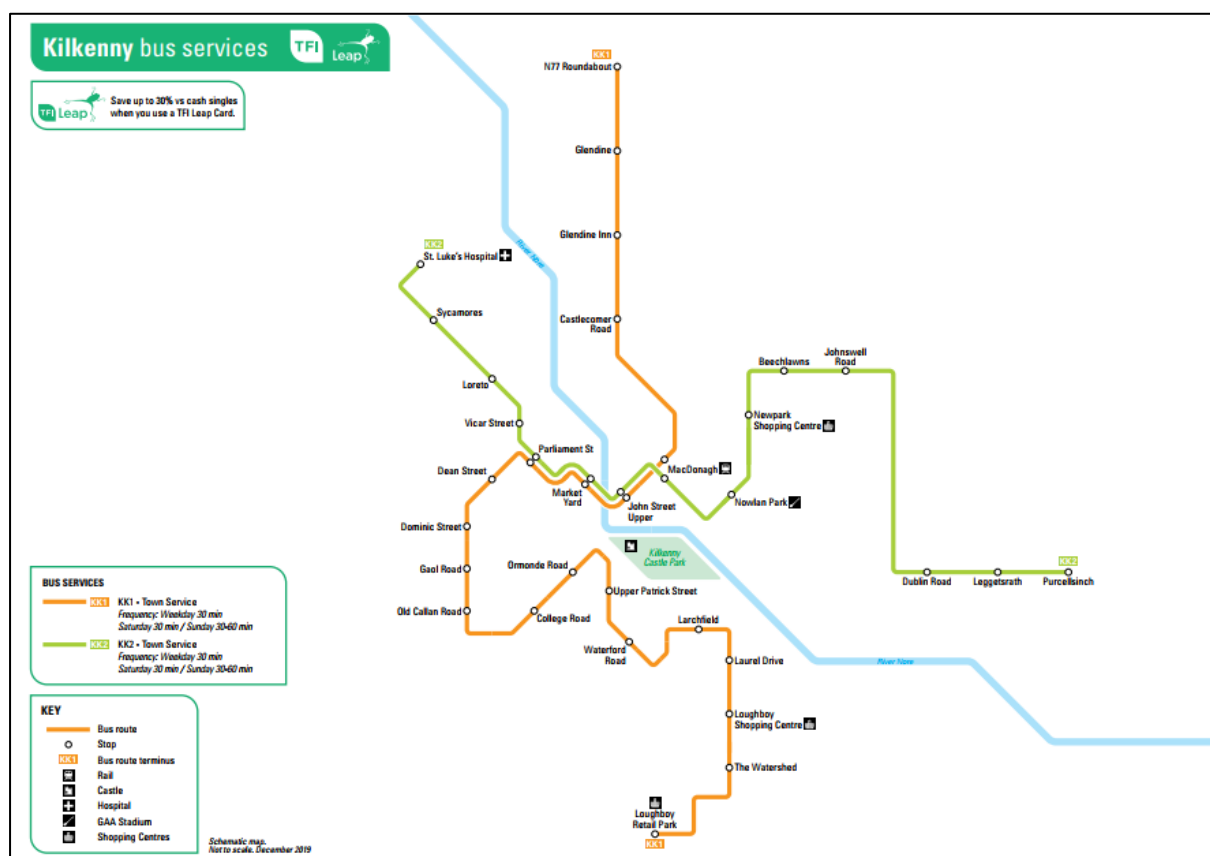 Kilkenny bus services
TFI
Leap
TFI Leap
Save up to 30% vs cash singles
when you use a TFI Leap Card.
KK1
N77 Roundabout
Glendine
Glendine Inn
Castlecomer
Road
River Nore
KK2
St. Luke's Hospital
Sycamores
Loreto
Vicar Street
Parliament St
Dean Street
Market
Yard
John Street
Upper
MacDonagh
Nowlan Park
Newpark
Shopping Centre
Beechlawns
Johnswell
Road
Dublin Road
Leggetsrath
KK2
Purcellsinch
Dominic Street
Gaol Road
Old Callan Road
College Road
Ormonde Road
Kilkenny
Castle Park
Upper Patrick Street
Waterford
Road
Larchfield
Laurel Drive
River Nore
Loughboy
Shopping Centre
The Watershed
Loughboy
Retail Park
KK1
BUS SERVICES
KK1 KK1 • Town Service
Frequency: Weekday 30 min
Saturday 30 min / Sunday 30-60 min
KK2 KK2 • Town Service
Frequency: Weekday 30 min
Saturday 30 min / Sunday 30-60 min
KEY
Bus route
Stop
KK1 Bus route terminus
Rail
Castle
Hospital
GAA Stadium
Shopping Centres
Schematic map.
Not to scale. December 2019